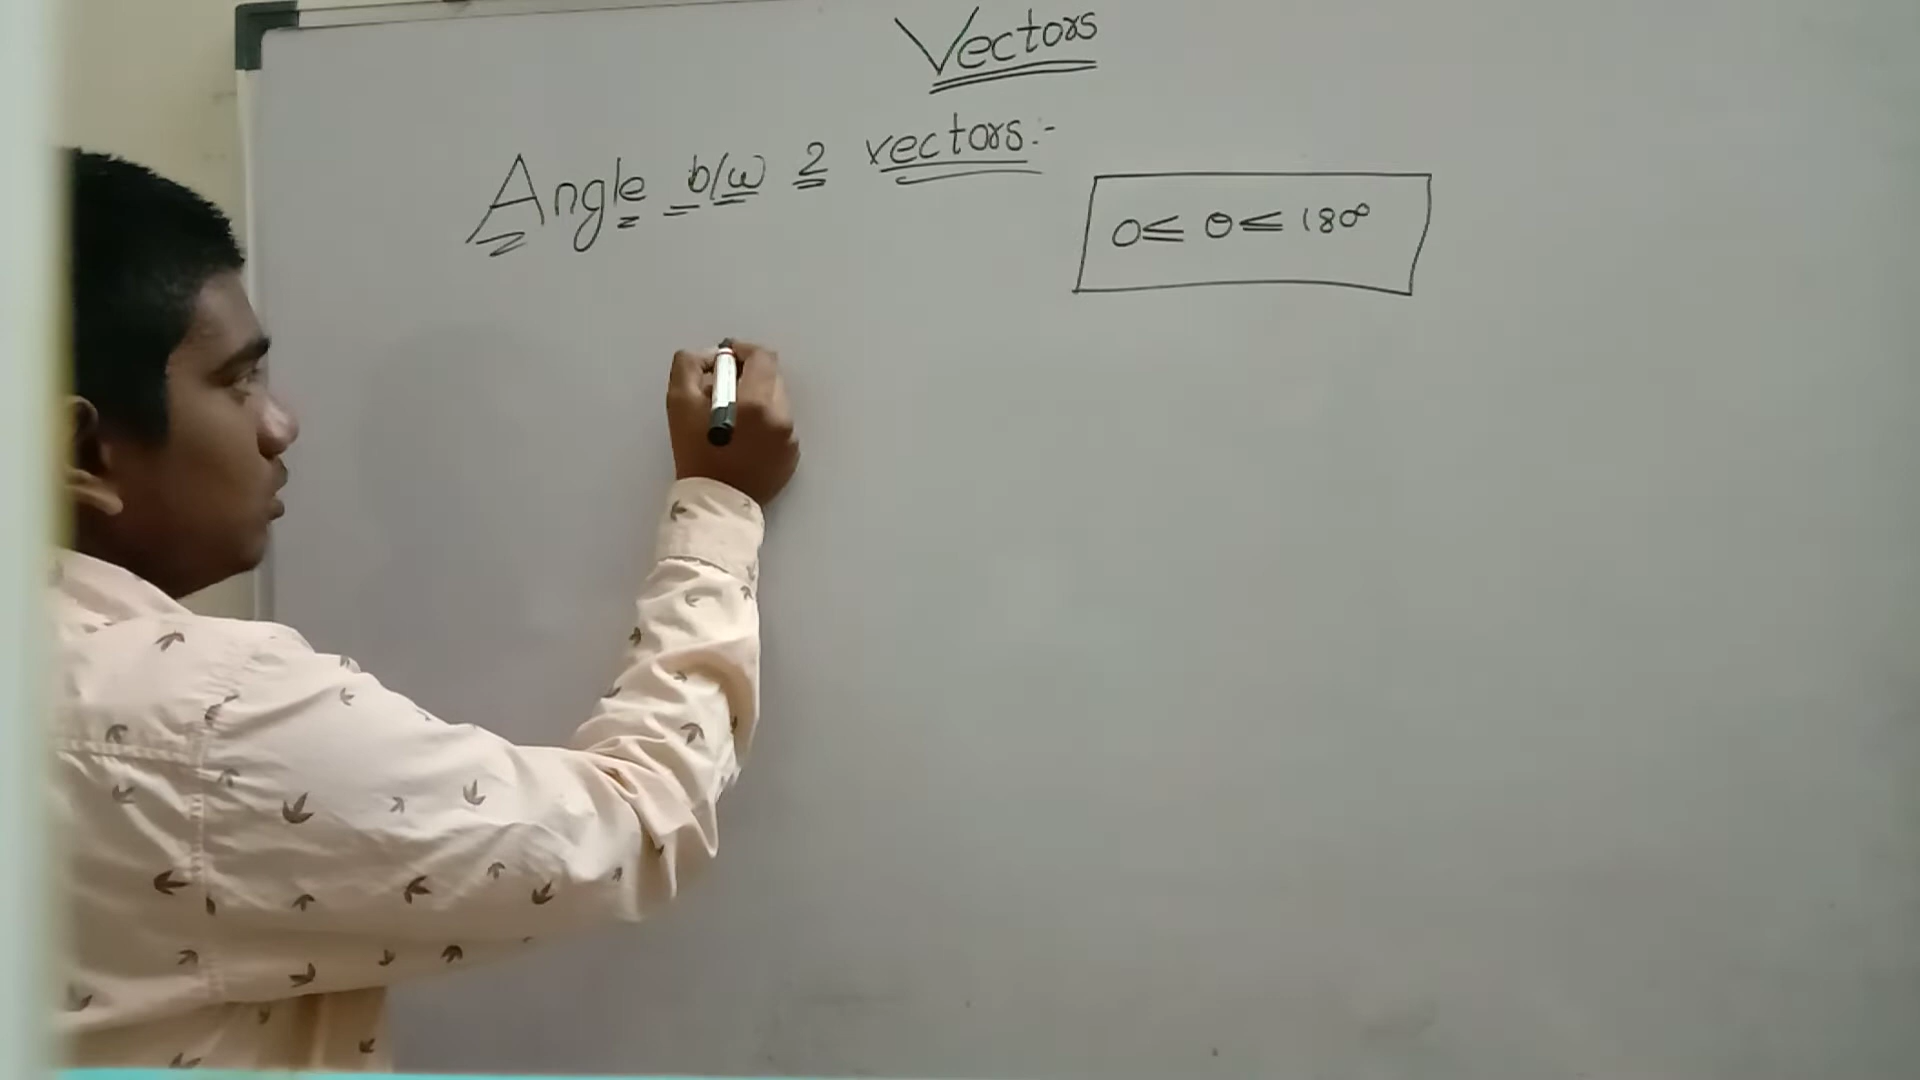 Vectors
Angle b/w 2 vectors:-
0≤ θ ≤ 180°